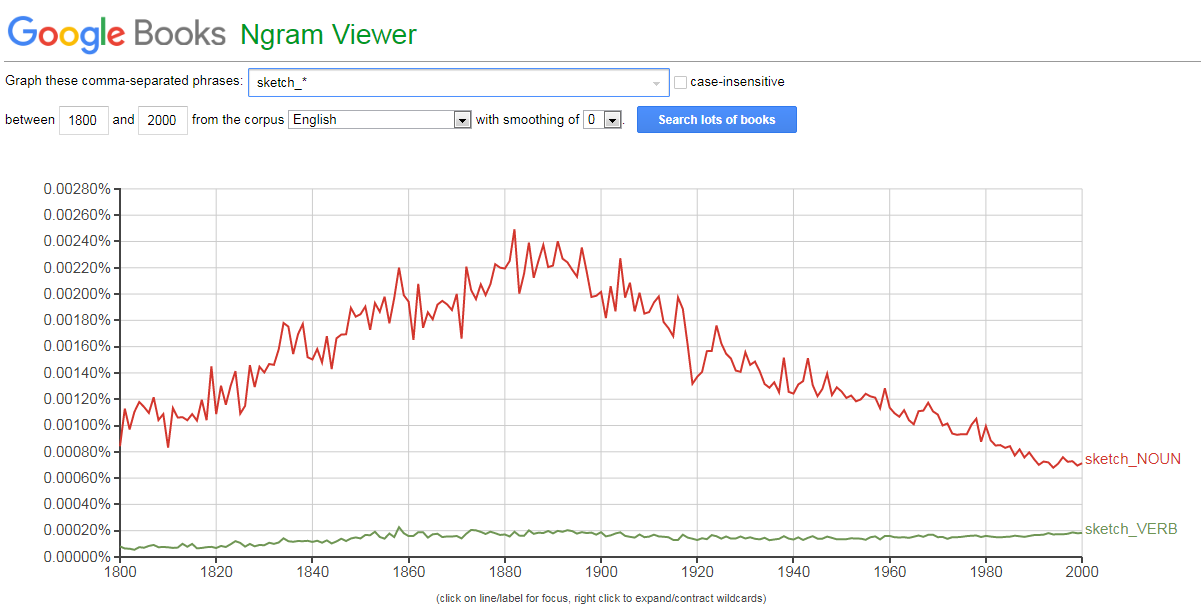 Google Books Ngram Viewer
Graph these comma-separated phrases: sketch_* case-insensitive
between 1800 and 2000 from the corpus English with smoothing of 0 . Search lots of books
0.00280%
0.00260%
0.00240%
0.00220%
0.00200%
0.00180%
0.00160%
0.00140%
0.00120%
0.00100%
0.00080%
0.00060%
0.00040%
0.00020%
0.00000%
sketch_NOUN
sketch_VERB
1800 1820 1840 1860 1880 1900 1920 1940 1960 1980 2000
(click on line/label for focus, right click to expand/contract wildcards)